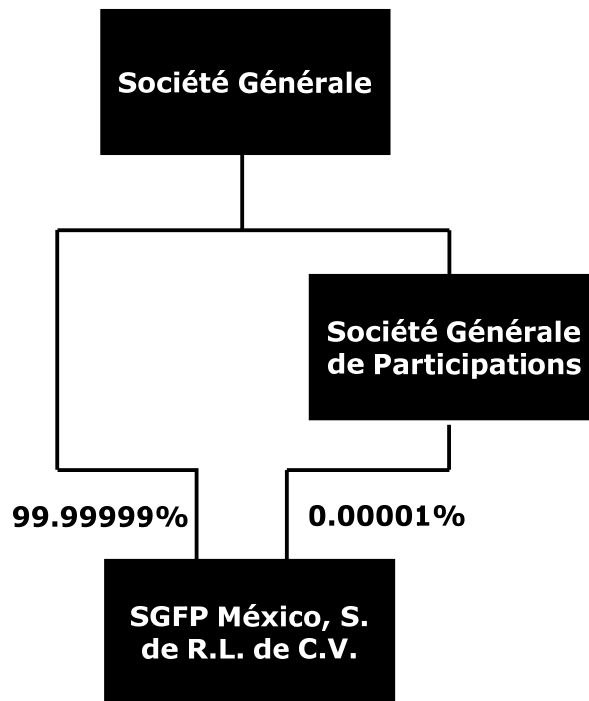 Société Générale
Société Générale
de Participations
99.99999%
0.00001%
SGFP México, S.
de R.L. de C.V.